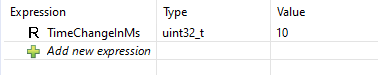 Expression Type Value
R TimeChangeInMs uint32_t 10
Add new expression